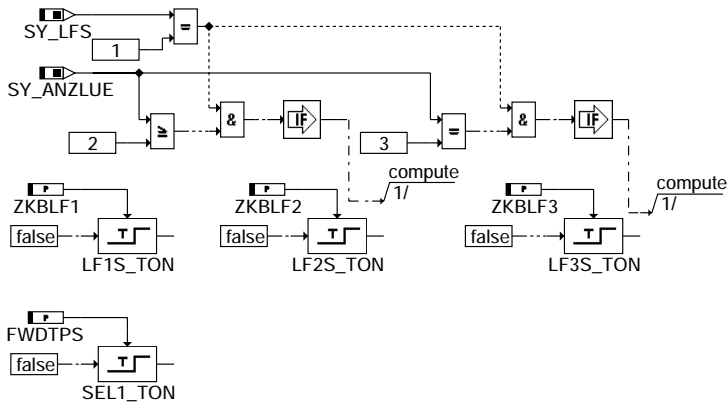 SY_LFS
1
=
SY_ANZLUE
2
≥
&
IF
3
=
&
IF
compute
1/
compute
1/
P
ZKBLF1
P
ZKBLF2
P
ZKBLF3
false
T
LF1S_TON
false
T
LF2S_TON
false
T
LF3S_TON
P
FWDTPS
false
T
SEL1_TON